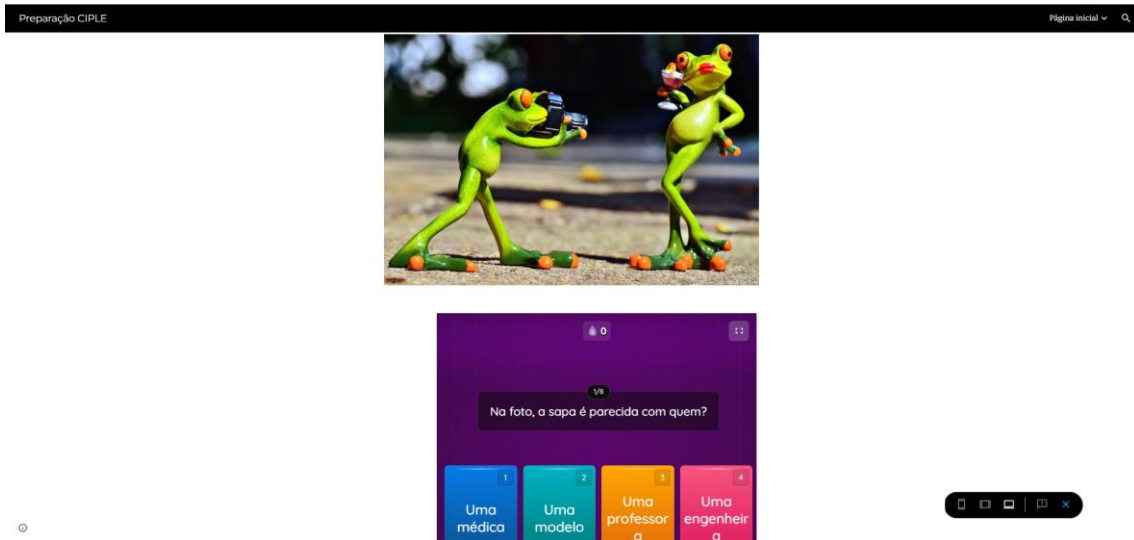 Preparação CIPLE
Página inicial
0
1/8
Na foto, a sapa é parecida com quem?
1
Uma
médica
2
Uma
modelo
3
Uma
professor
a
4
Uma
engenheir
a